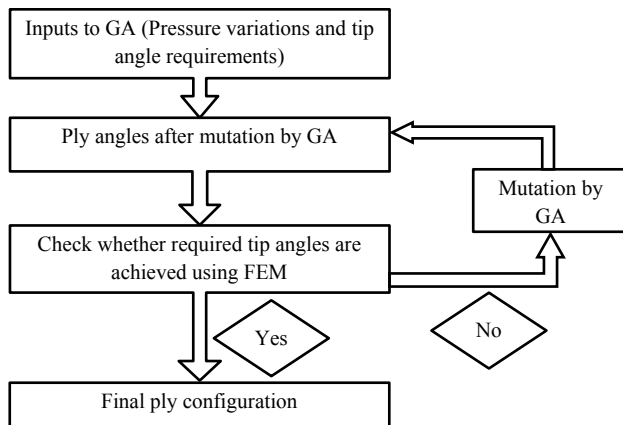 Inputs to GA (Pressure variations and tip
angle requirements)
Ply angles after mutation by GA
Mutation by
GA
Check whether required tip angles are
achieved using FEM
Yes
No
Final ply configuration